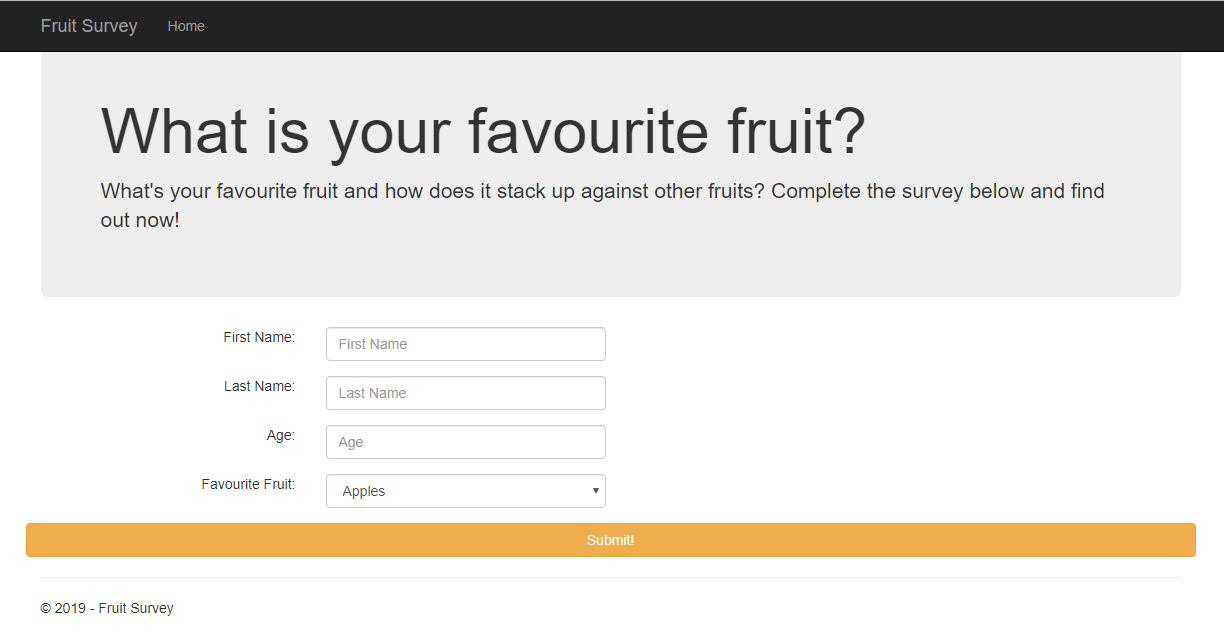 Fruit Survey Home
What is your favourite fruit?
What's your favourite fruit and how does it stack up against other fruits? Complete the survey below and find
out now!
First Name: First Name
Last Name: Last Name
Age: Age
Favourite Fruit: Apples
Submit!
© 2019 - Fruit Survey